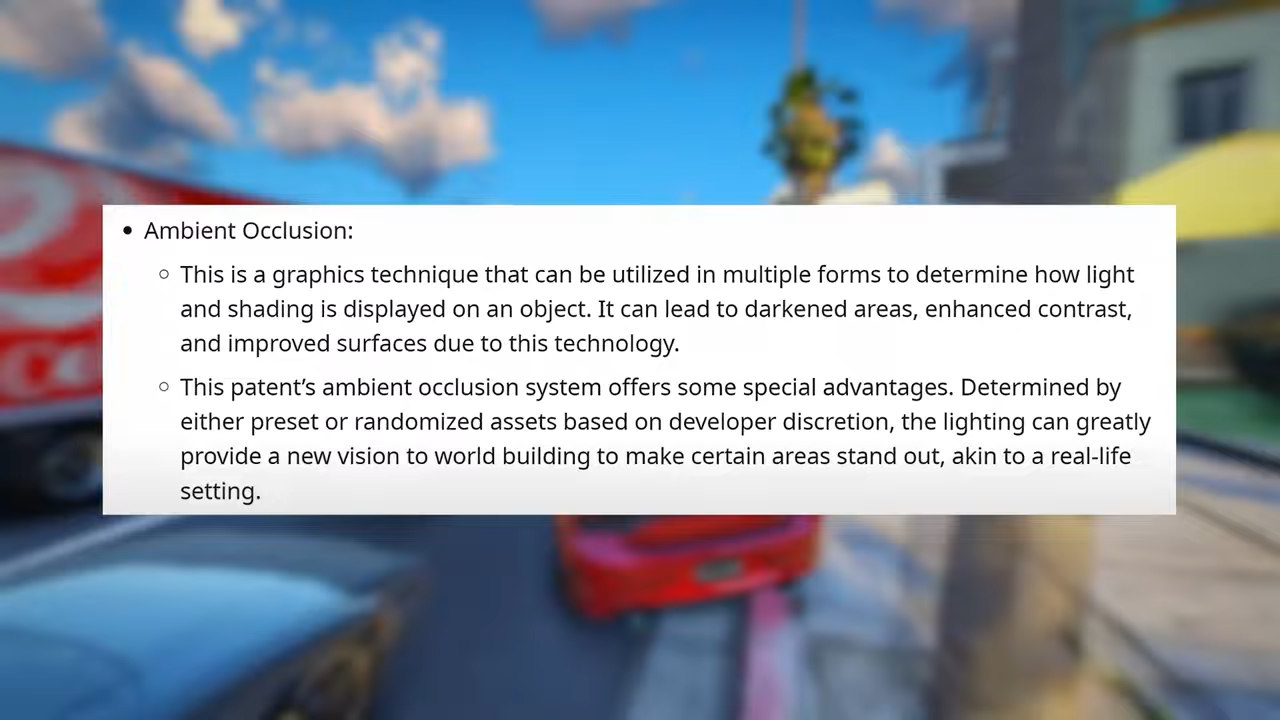 • Ambient Occlusion:
○ This is a graphics technique that can be utilized in multiple forms to determine how light
and shading is displayed on an object. It can lead to darkened areas, enhanced contrast,
and improved surfaces due to this technology.
○ This patent’s ambient occlusion system offers some special advantages. Determined by
either preset or randomized assets based on developer discretion, the lighting can greatly
provide a new vision to world building to make certain areas stand out, akin to a real-life
setting.